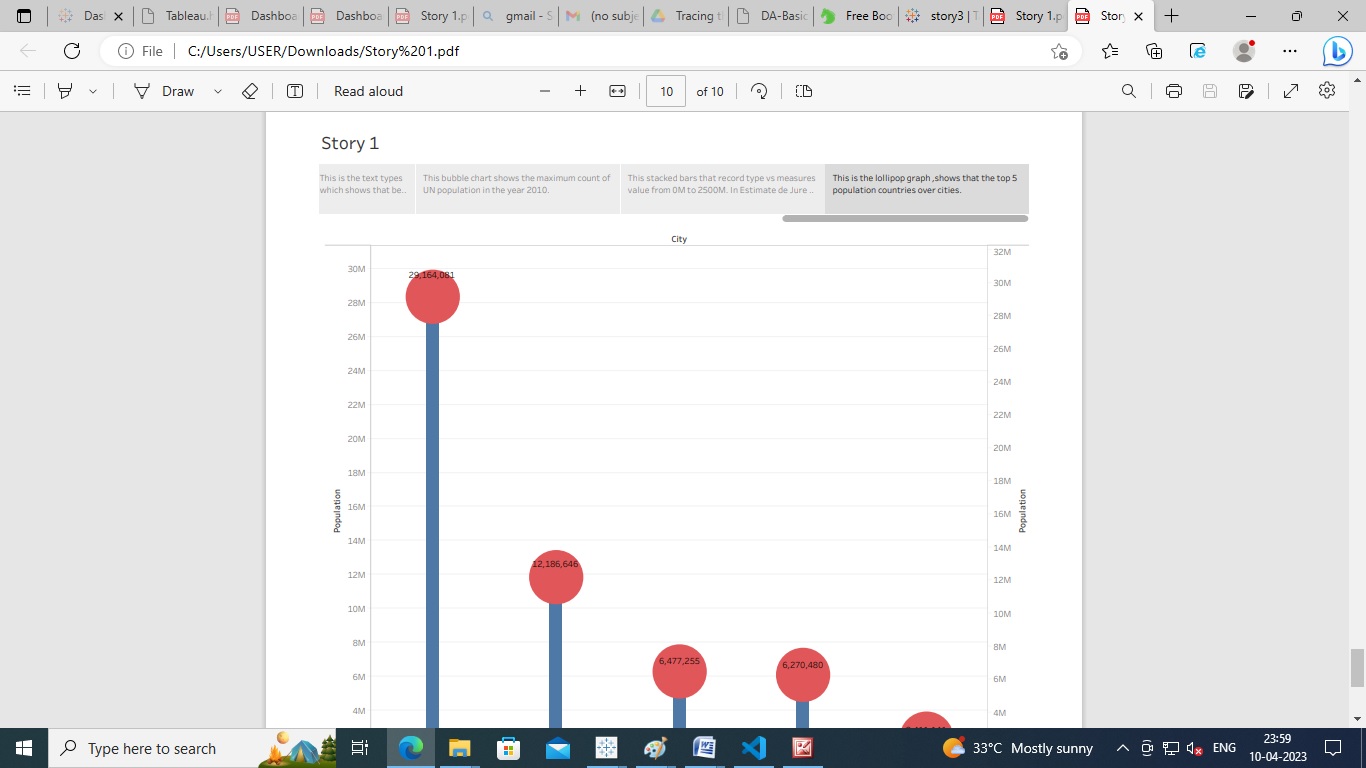 Das
Tableau.h
Dashboa
Dashboa
Story 1.p
gmail - S
(no subje
Tracing t
DA-Basic
Free Boo
story3 | T
Story 1.p
Story
File
C:/Users/USER/Downloads/Story%201.pdf
Draw
Read aloud
10
of 10
Story 1
This is the text types
which shows that be..
This bubble chart shows the maximum count of
UN population in the year 2010.
This stacked bars that record type vs measures
value from 0M to 2500M. In Estimate de Jure ..
This is the lollipop graph ,shows that the top 5
population countries over cities.
City
30M
28M
26M
24M
22M
20M
18M
16M
14M
12M
10M
8M
6M
4M
Population
29,164,081
12,186,646
6,477,255
6,270,480
32M
30M
28M
26M
24M
22M
20M
18M
16M
14M
12M
10M
8M
6M
4M
Population
Type here to search
33°C Mostly sunny
ENG
23:59
10-04-2023